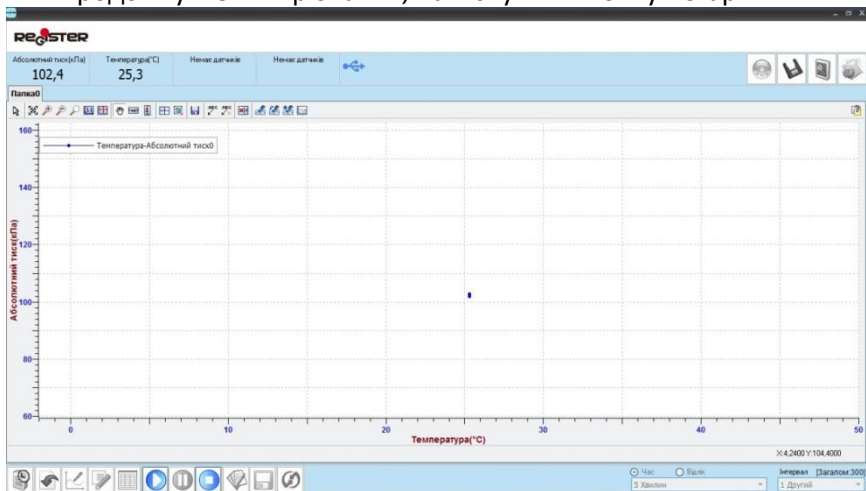 REGISTER
Абсолютний тиск(кПа)
102,4
Температура(°C)
25,3
Немає датчиків
Немає датчиків
Папка0
Температура-Абсолютний тиск0
Абсолютний тиск(кПа)
160
140
120
100
80
60
0
10
20
30
40
50
Температура(°C)
X:4,2400 Y:104,4000
Час
Відлік
5 Хвилин
Інтервал
[Загалом:300]
1 Другий